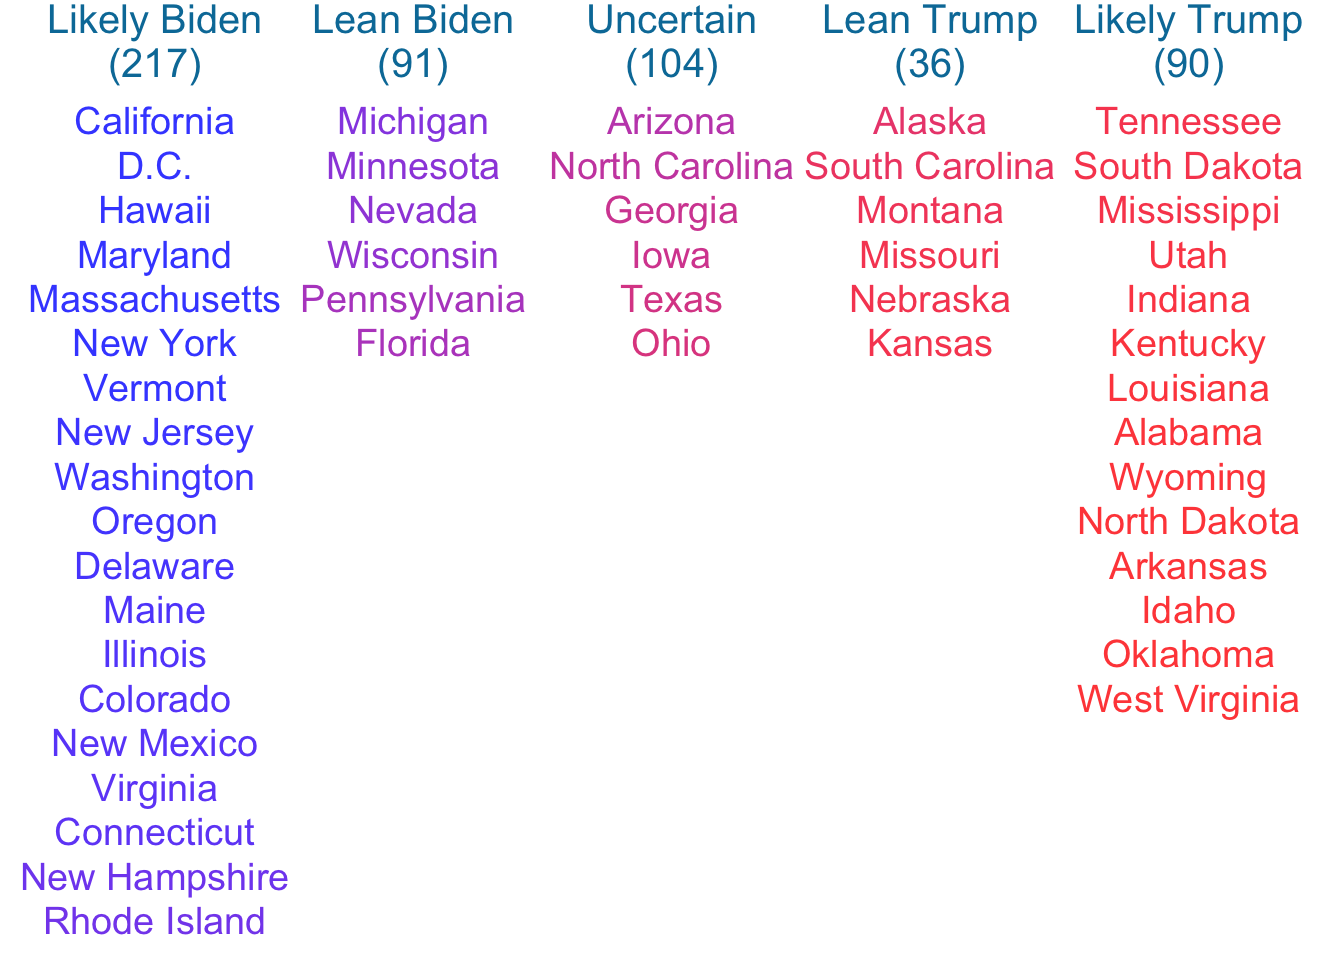 Likely Biden Lean Biden Uncertain Lean Trump Likely Trump
(217) (91) (104) (36) (90)
California Michigan Arizona Alaska Tennessee
D.C. Minnesota North Carolina South Carolina South Dakota
Hawaii Nevada Georgia Montana Mississippi
Maryland Wisconsin Iowa Missouri Utah
Massachusetts Pennsylvania Texas Nebraska Indiana
New York Florida Ohio Kansas Kentucky
Vermont Louisiana
New Jersey Alabama
Washington Wyoming
Oregon North Dakota
Delaware Arkansas
Maine Idaho
Illinois Oklahoma
Colorado West Virginia
New Mexico
Virginia
Connecticut
New Hampshire
Rhode Island